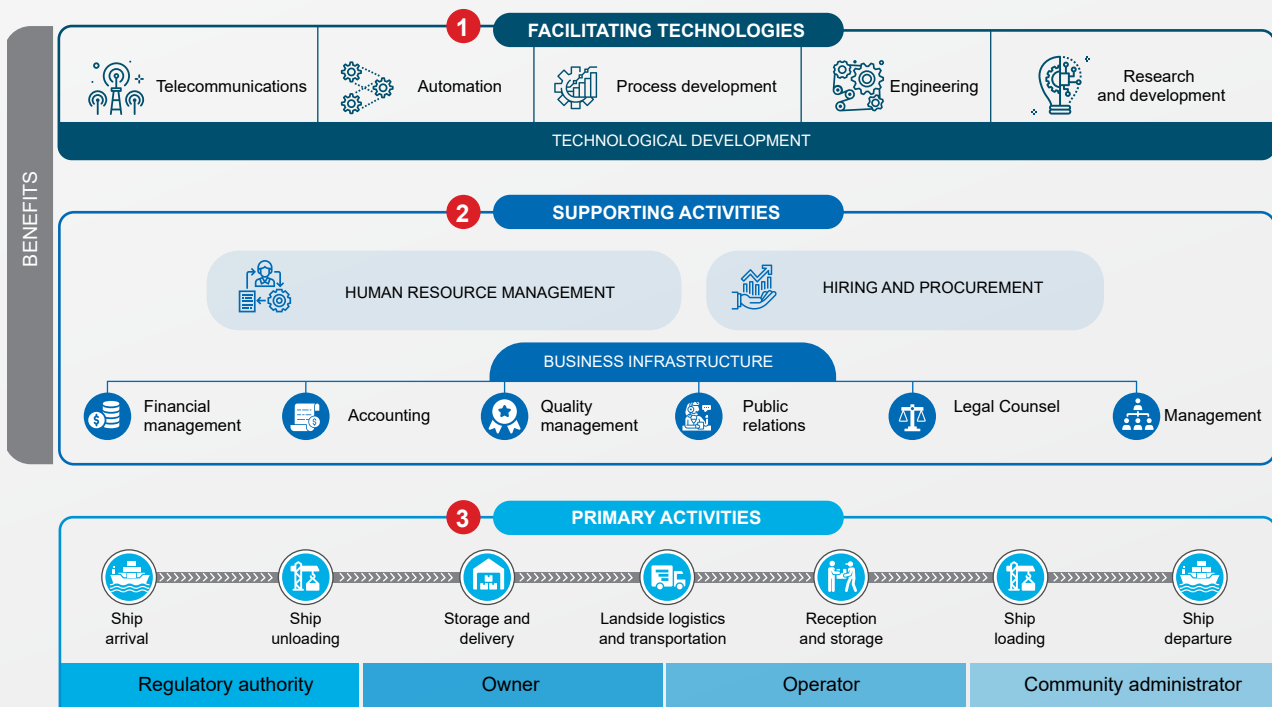 BENEFITS
1
FACILITATING TECHNOLOGIES
Telecommunications
Automation
Process development
Engineering
Research
and development
TECHNOLOGICAL DEVELOPMENT
2
SUPPORTING ACTIVITIES
HUMAN RESOURCE MANAGEMENT
HIRING AND PROCUREMENT
BUSINESS INFRASTRUCTURE
Financial
management
Accounting
Quality
management
Public
relations
Legal Counsel
Management
3
PRIMARY ACTIVITIES
Ship
arrival
Ship
unloading
Storage and
delivery
Landside logistics
and transportation
Reception
and storage
Ship
loading
Ship
departure
Regulatory authority
Owner
Operator
Community administrator